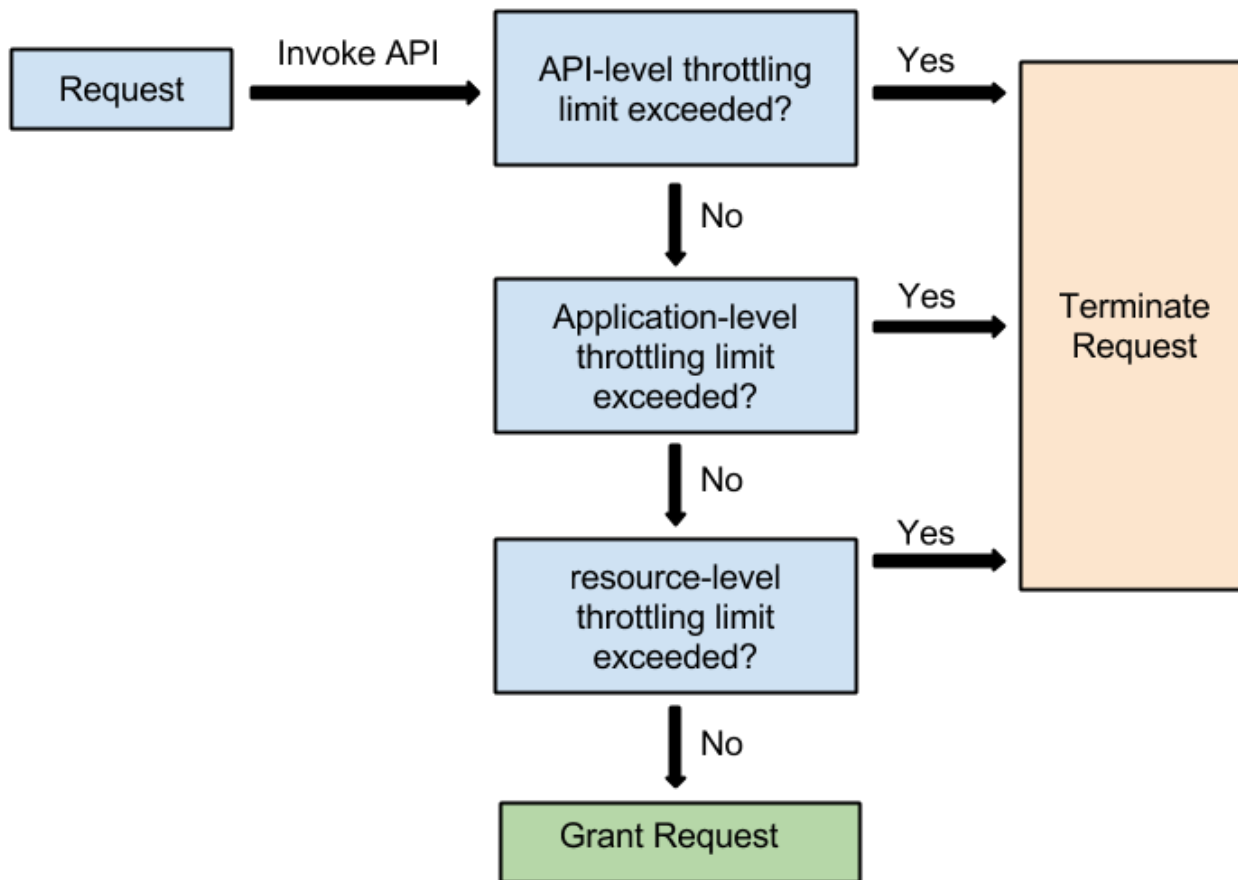 Request
Invoke API
API-level throttling
limit exceeded?
Yes
No
Application-level
throttling limit
exceeded?
Yes
Terminate
Request
No
resource-level
throttling limit
exceeded?
Yes
No
Grant Request